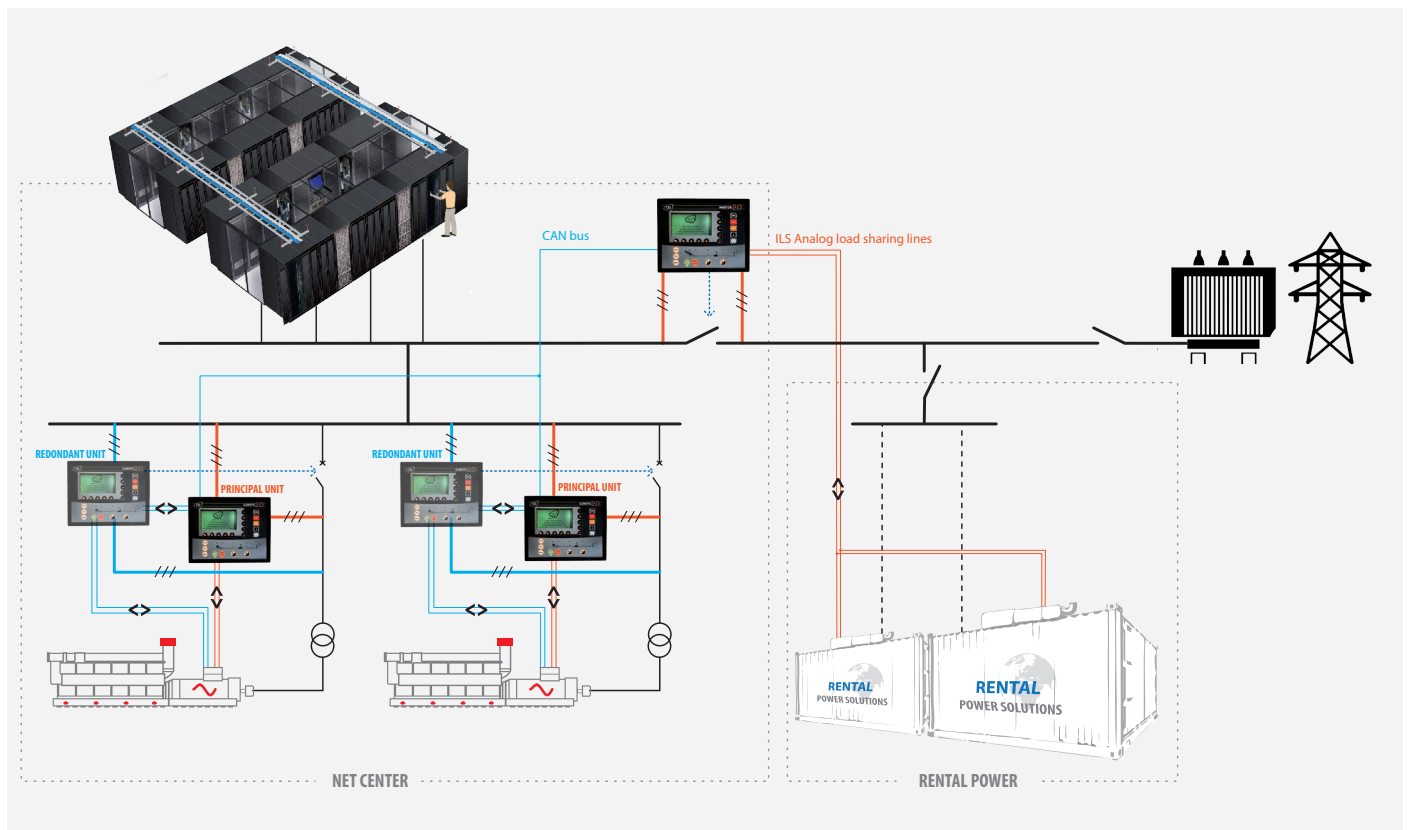 CAN bus
ILS Analog load sharing lines
REDONDANT UNIT
PRINCIPAL UNIT
REDONDANT UNIT
PRINCIPAL UNIT
RENTAL
POWER SOLUTIONS
RENTAL
POWER SOLUTIONS
NET CENTER
RENTAL POWER